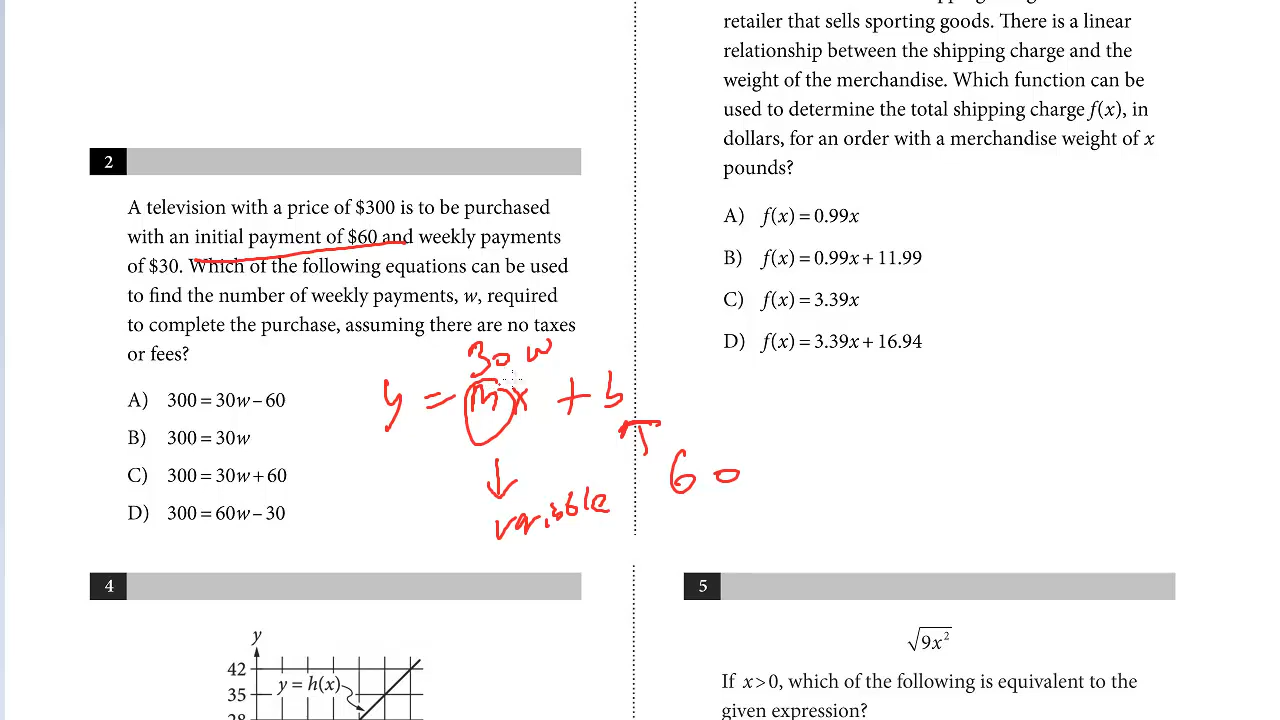 2
A television with a price of $300 is to be purchased
with an initial payment of $60 and weekly payments
of $30. Which of the following equations can be used
to find the number of weekly payments, w, required
to complete the purchase, assuming there are no taxes
or fees?
A) 300 = 30w – 60
B) 300 = 30w
C) 300 = 30w + 60
D) 300 = 60w – 30
30 w
y = mx + b
60
variable
4
y
42
y = h(x)
35
28
retailer that sells sporting goods. There is a linear
relationship between the shipping charge and the
weight of the merchandise. Which function can be
used to determine the total shipping charge f(x), in
dollars, for an order with a merchandise weight of x
pounds?
A) f(x) = 0.99x
B) f(x) = 0.99x + 11.99
C) f(x) = 3.39x
D) f(x) = 3.39x + 16.94
5
√9x²
If x > 0, which of the following is equivalent to the
given expression?